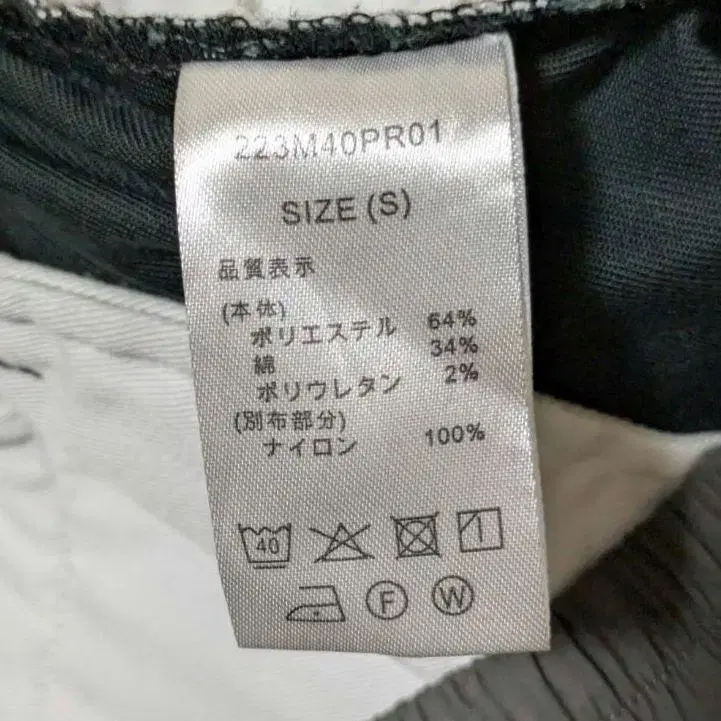 223M40PR01
SIZE (S)
品質表示
(本体)
ポリエステル 64%
綿 34%
ポリウレタン 2%
(別布部分)
ナイロン 100%
40
F W